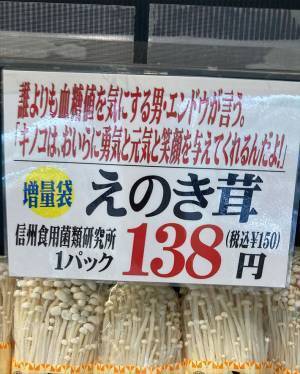 誰よりも血糖値を気にする男・エンドウが言う。
「キノコは、おいらに勇気と元気と笑顔を与えてくれるんだよ!」
増量袋
えのき茸
信州食用菌類研究所
1パック
138円
(税込¥150)